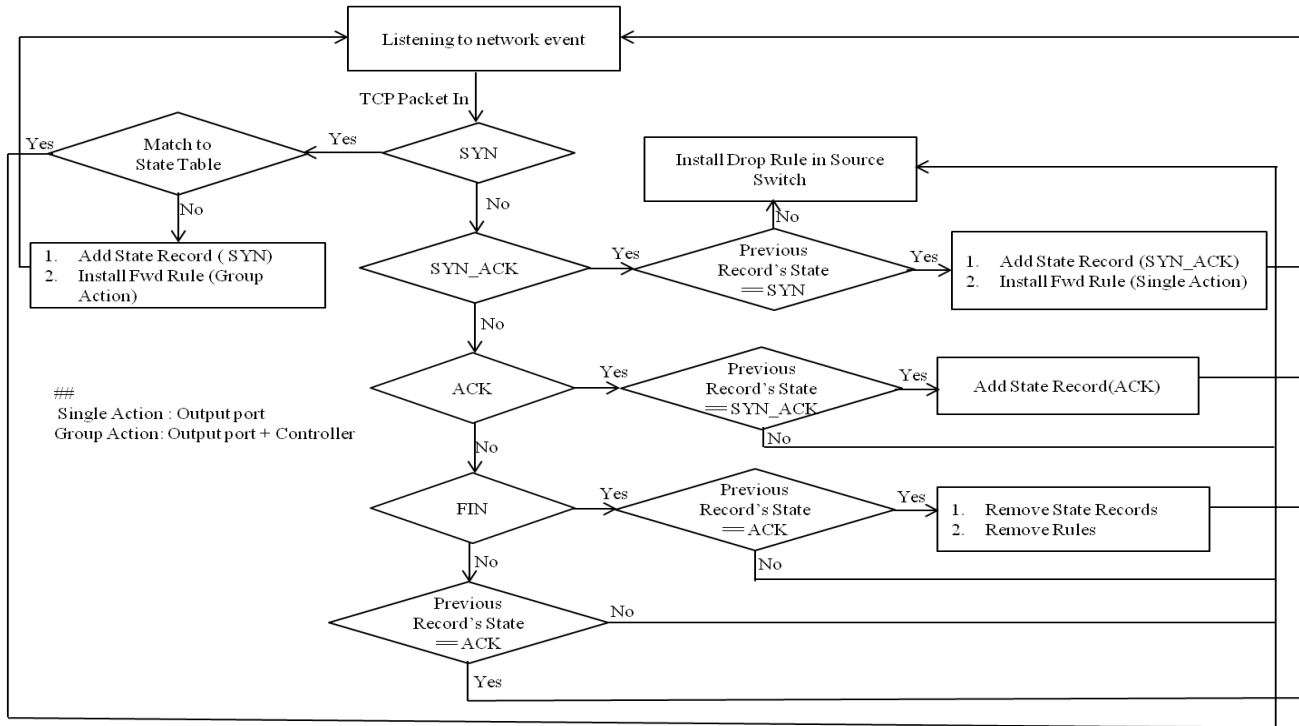 Listening to network event
TCP Packet In
Yes
Match to
State Table
Yes
SYN
Install Drop Rule in Source
Switch
No
No
No
1. Add State Record ( SYN)
2. Install Fwd Rule (Group
Action)
SYN_ACK
Yes
Previous
Record's State
== SYN
Yes
1. Add State Record (SYN_ACK)
2. Install Fwd Rule (Single Action)
No
ACK
Yes
Previous
Record's State
== SYN_ACK
Yes
Add State Record(ACK)
##
Single Action : Output port
Group Action: Output port + Controller
No
No
FIN
Yes
Previous
Record's State
== ACK
Yes
1. Remove State Records
2. Remove Rules
No
No
Previous
Record's State
== ACK
No
Yes